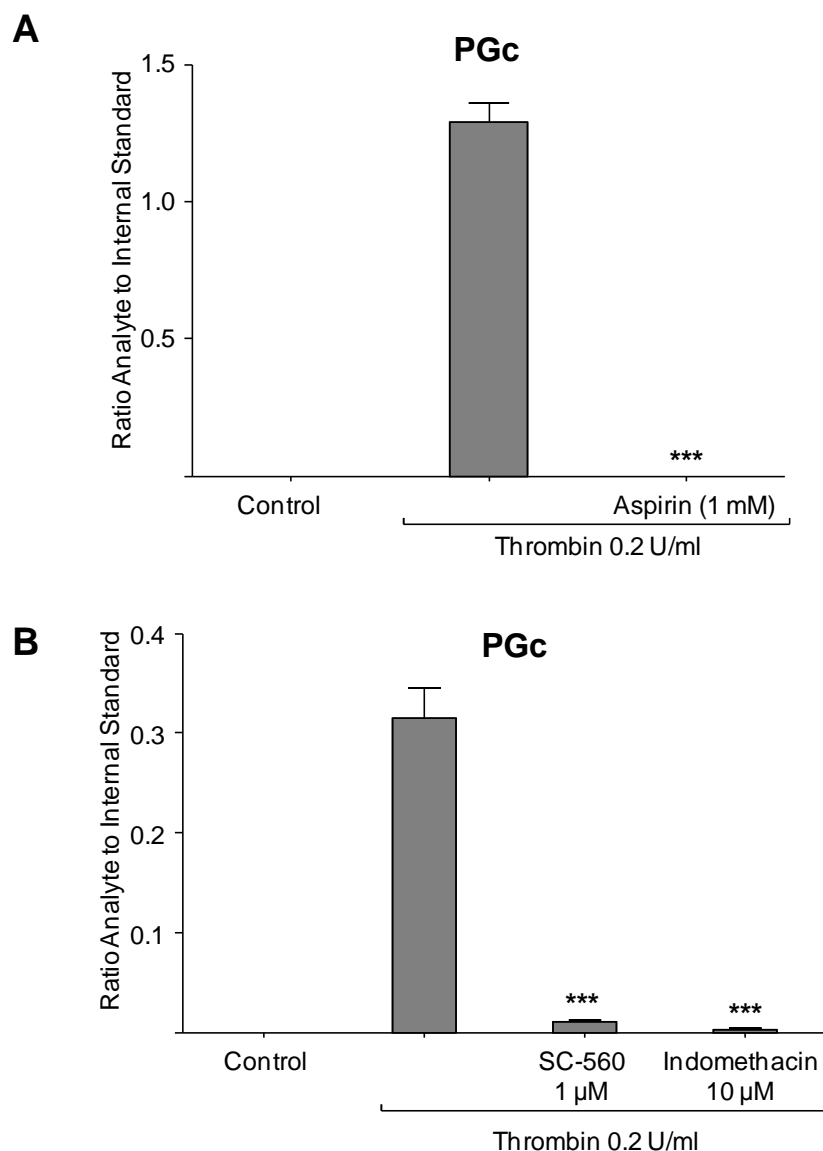 A
PGc
Ratio Analyte to Internal Standard
1.5
1.0
0.5
***
Control
Aspirin (1 mM)
Thrombin 0.2 U/ml
B
PGc
Ratio Analyte to Internal Standard
0.4
0.3
0.2
0.1
***
***
Control
SC-560
1 µM
Indomethacin
10 µM
Thrombin 0.2 U/ml